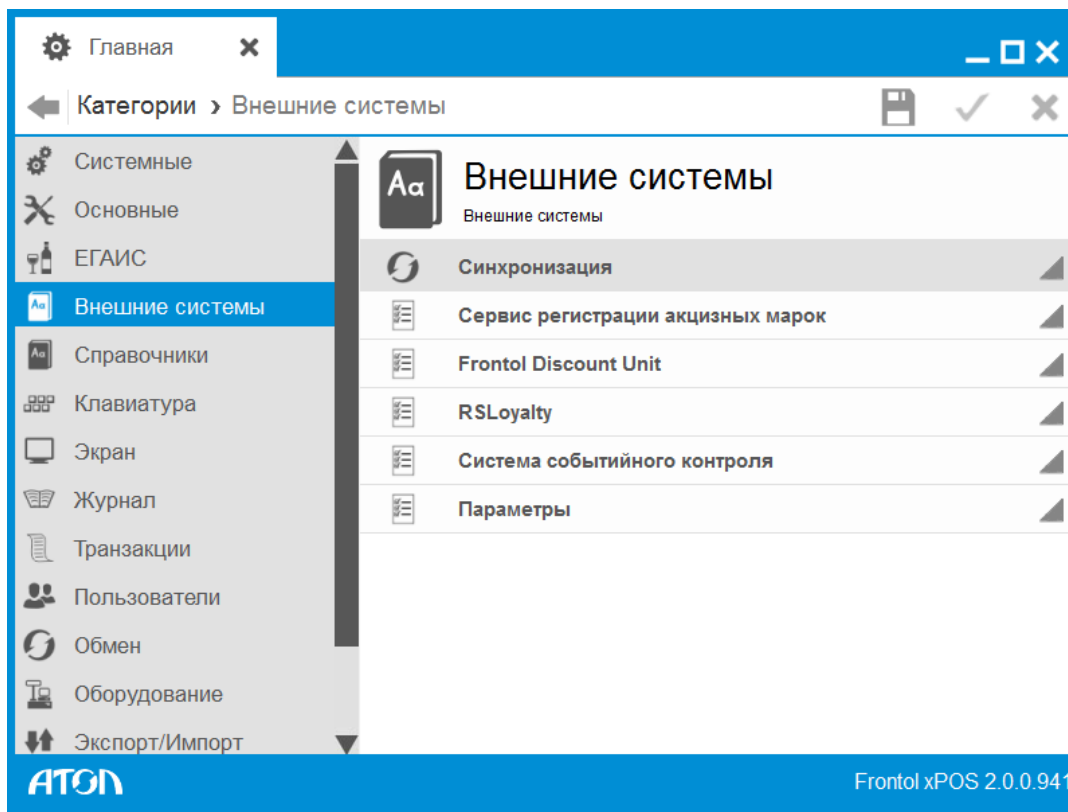 Главная
Категории › Внешние системы
Системные
Основные
ЕГАИС
Внешние системы
Справочники
Клавиатура
Экран
Журнал
Транзакции
Пользователи
Обмен
Оборудование
Экспорт/Импорт
Aα
Внешние системы
Внешние системы
Синхронизация
Сервис регистрации акцизных марок
Frontol Discount Unit
RSLoyalty
Система событийного контроля
Параметры
АТОЛ
Frontol xPOS 2.0.0.941